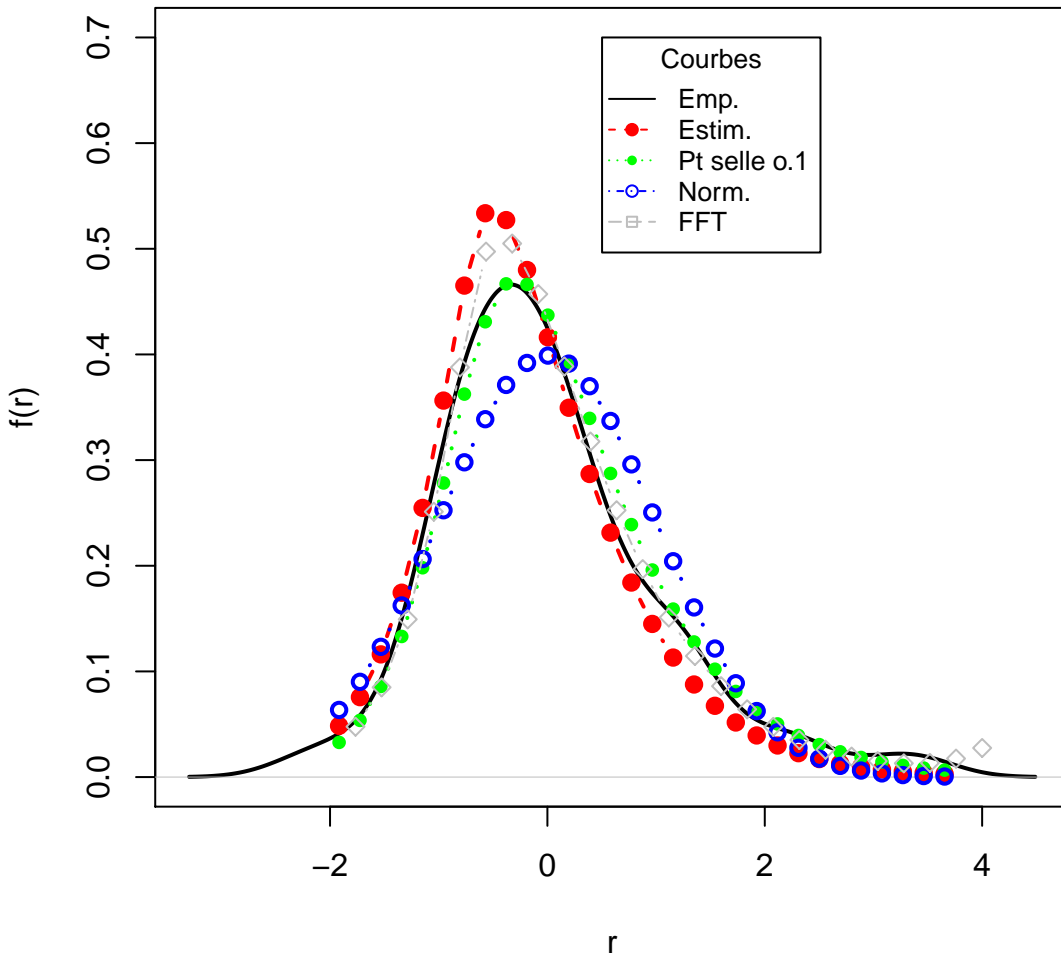 Courbes
Emp.
Estim.
Pt selle o.1
Norm.
FFT
0.7
0.6
0.5
0.4
0.3
0.2
0.1
0.0
f(r)
−2 0 2 4
r